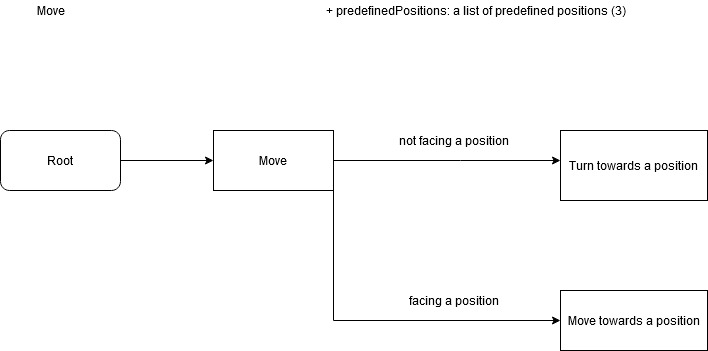 Move
+ predefinedPositions: a list of predefined positions (3)
not facing a position
Root
Move
Turn towards a position
facing a position
Move towards a position